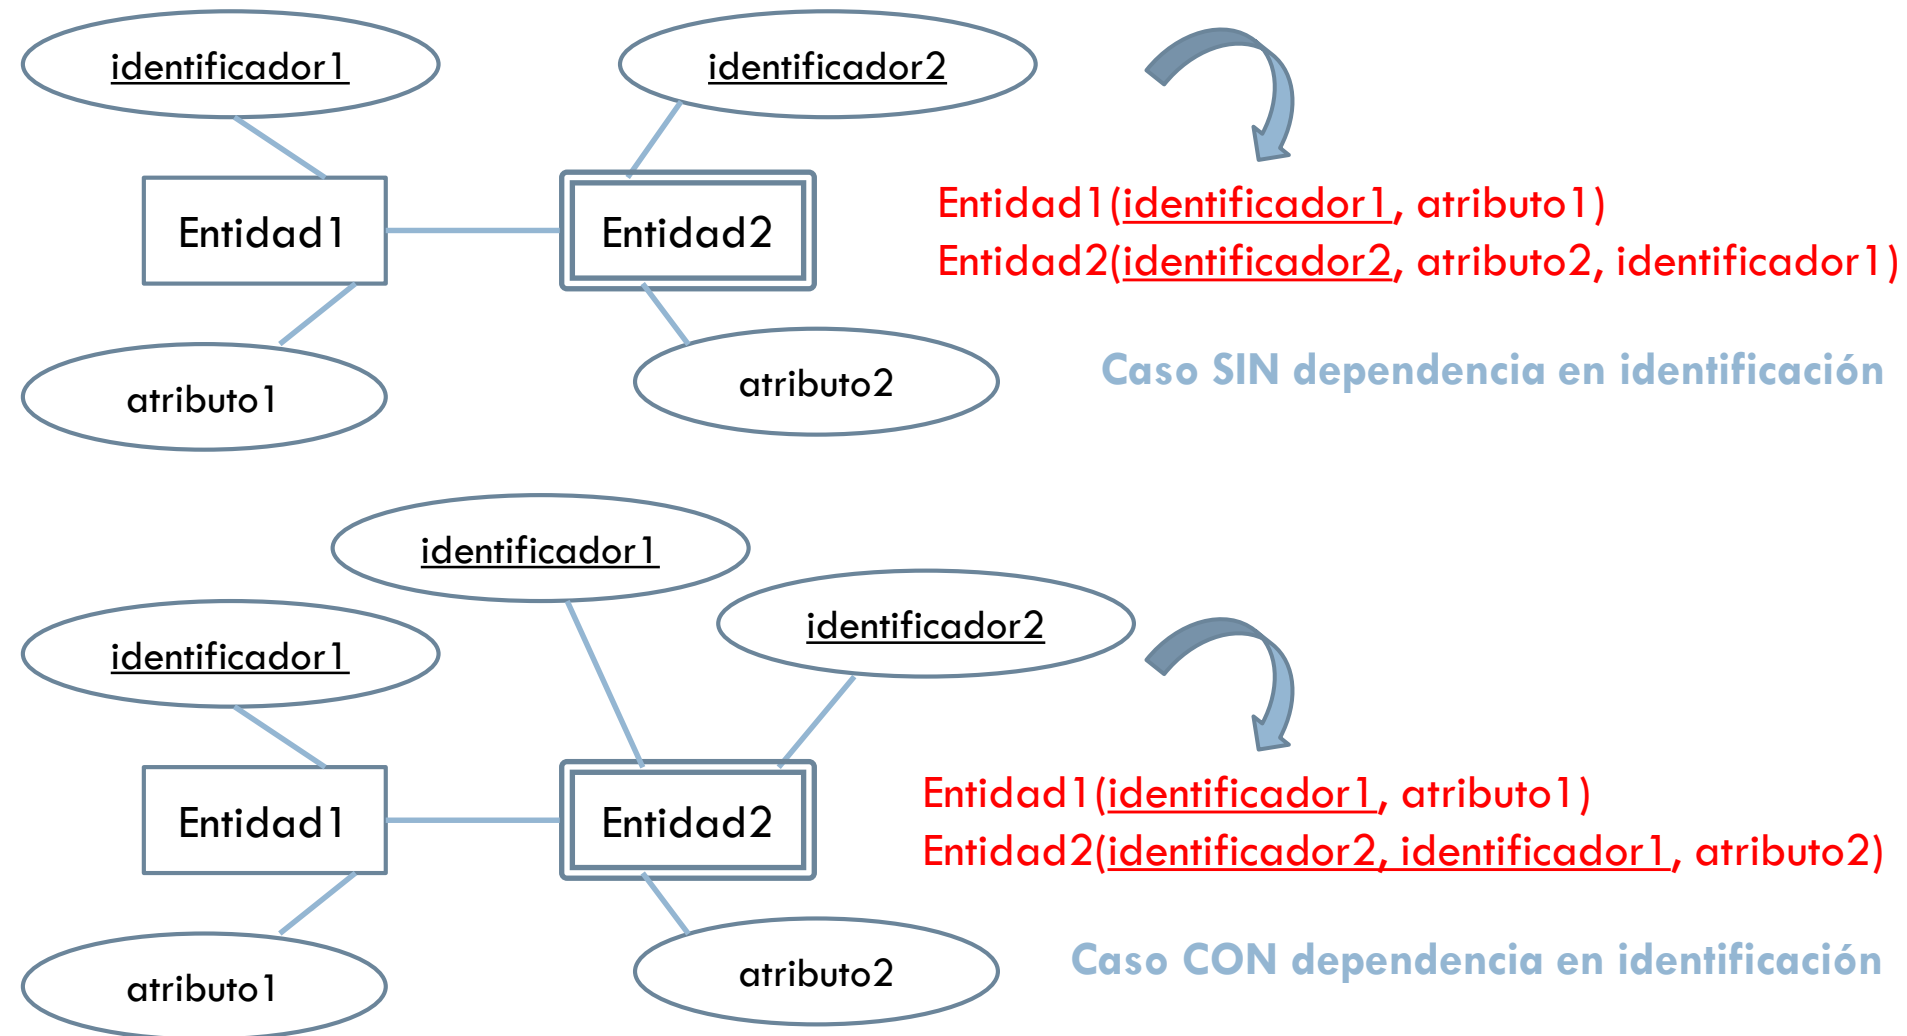 identificador1
identificador2
Entidad1
Entidad2
Entidad1(identificador1, atributo1)
Entidad2(identificador2, atributo2, identificador1)
atributo1
atributo2
Caso SIN dependencia en identificación
identificador1
identificador1
identificador2
Entidad1
Entidad2
Entidad1(identificador1, atributo1)
Entidad2(identificador2, identificador1, atributo2)
atributo1
atributo2
Caso CON dependencia en identificación